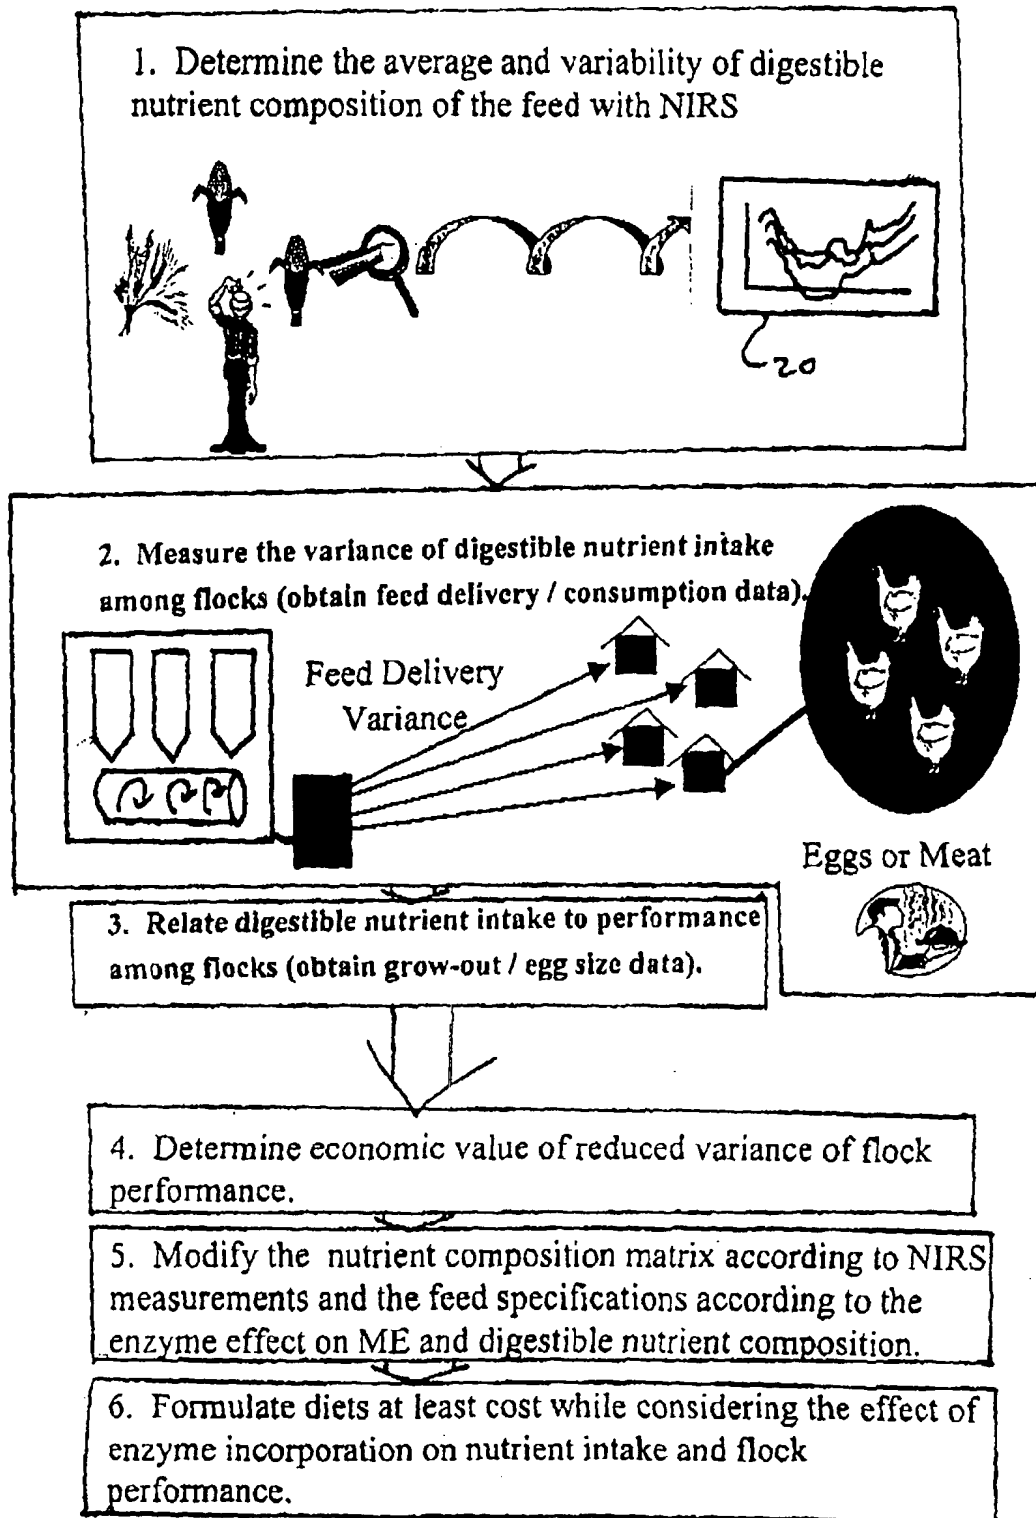 1. Determine the average and variability of digestible
nutrient composition of the feed with NIRS
20
2. Measure the variance of digestible nutrient intake
among flocks (obtain feed delivery / consumption data).
Feed Delivery
Variance
Eggs or Meat
3. Relate digestible nutrient intake to performance
among flocks (obtain grow-out / egg size data).
4. Determine economic value of reduced variance of flock
performance.
5. Modify the nutrient composition matrix according to NIRS
measurements and the feed specifications according to the
enzyme effect on ME and digestible nutrient composition.
6. Formulate diets at least cost while considering the effect of
enzyme incorporation on nutrient intake and flock
performance.